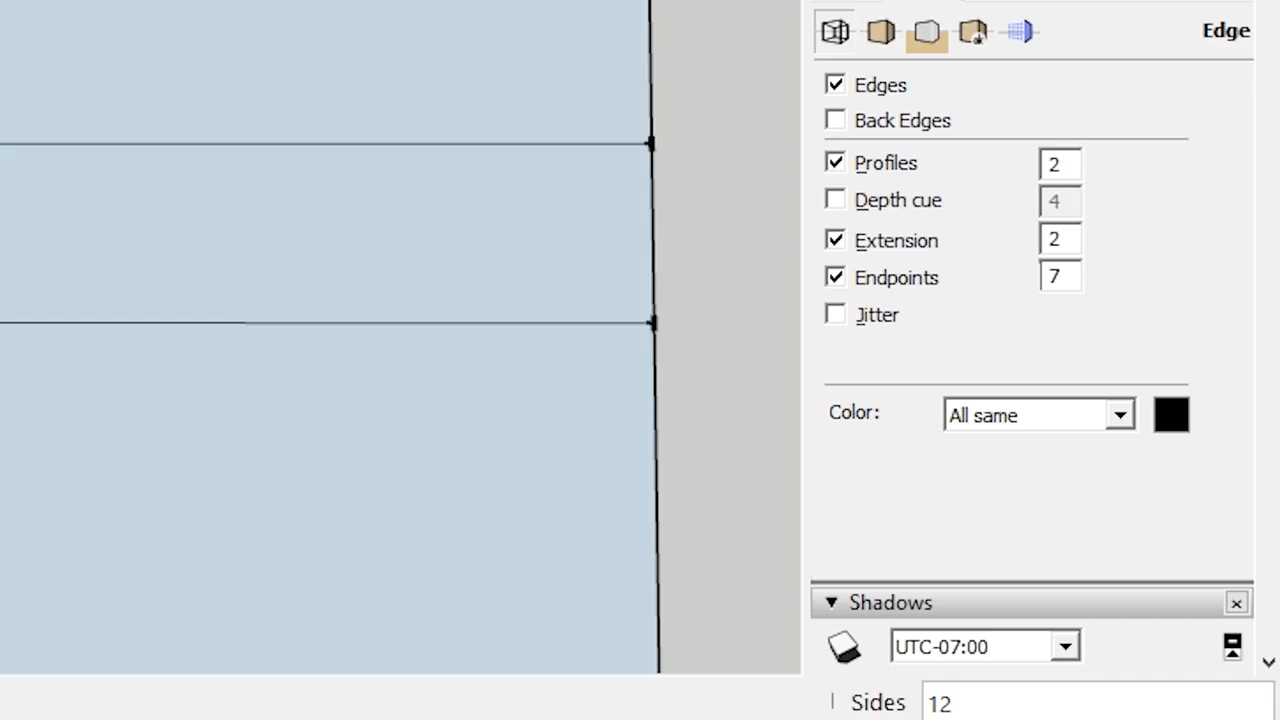 Edge
Edges
Back Edges
Profiles 2
Depth cue 4
Extension 2
Endpoints 7
Jitter
Color: All same
Shadows
UTC-07:00
Sides 12